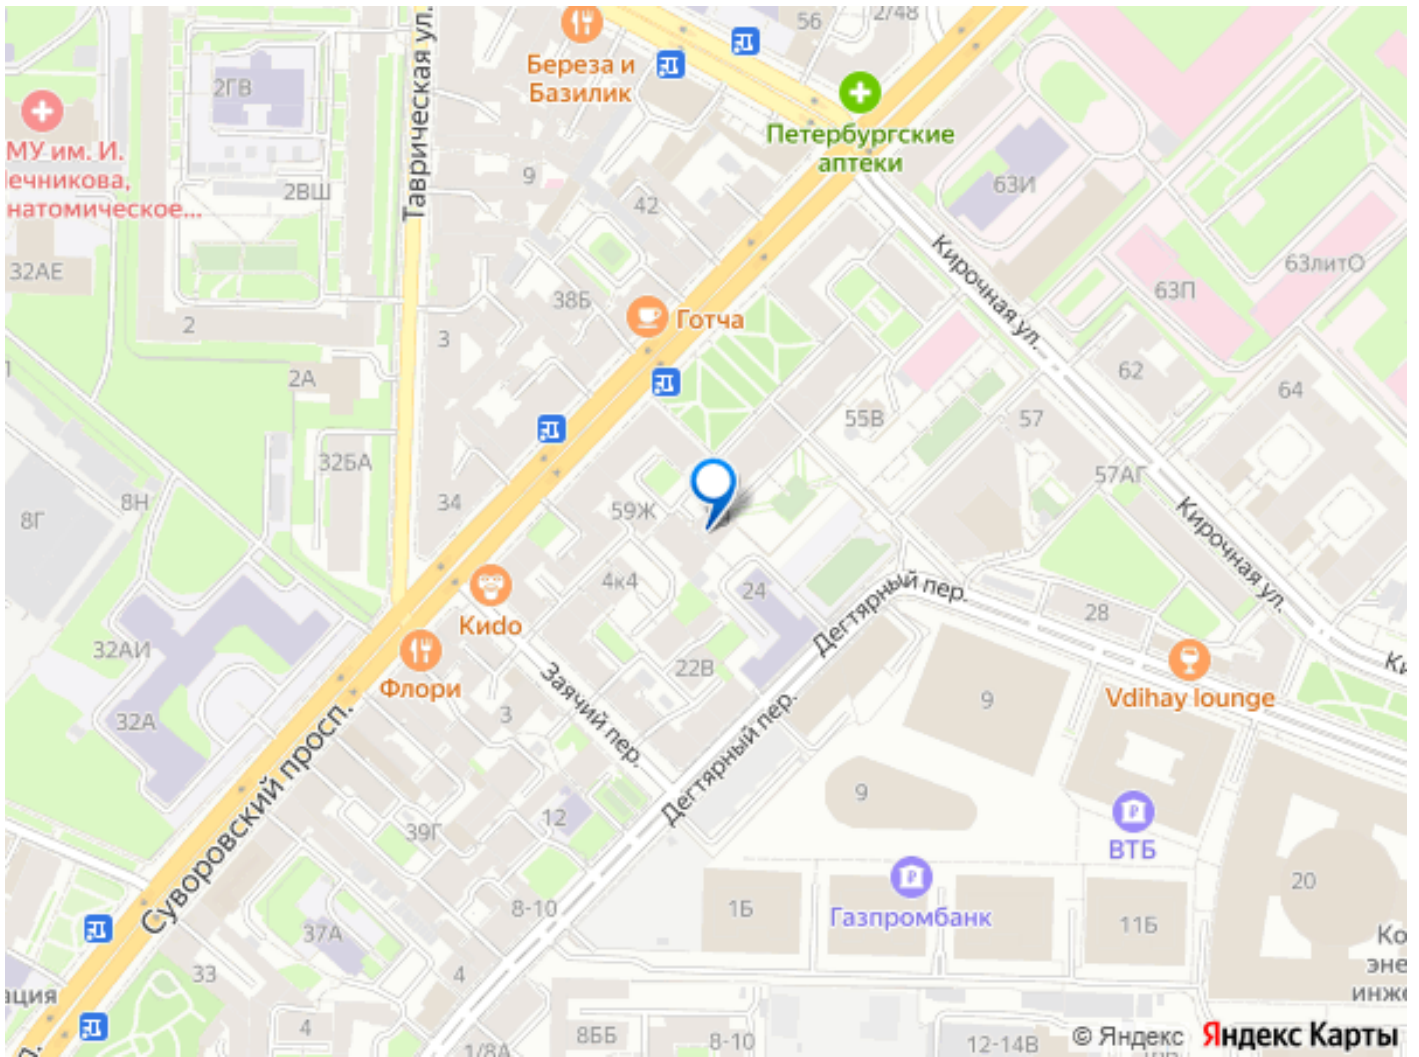 56
2/48
Береза и
Базилик
Таврическая ул.
2ГВ
Петербургские
аптеки
МУ им. И.
натомическое...
2ВШ
9
42
63И
Кирочная ул.
63литО
63П
32АЕ
38Б
Готча
2
3
2А
62
64
55В
57
32БА
57АГ
8Н
34
59Ж
8Г
Кирочная ул.
4к4
24
Дегтярный пер.
28
Кидо
32АИ
Флори
Заячий пер.
22В
Vdihay lounge
9
32А
3
Суворовский просп.
Дегтярный пер.
9
12
39Г
ВТБ
20
8-10
1Б
Газпромбанк
11Б
37А
33
4
4
8ББ
8-10
12-14В
1/8А
© Яндекс Яндекс Карты